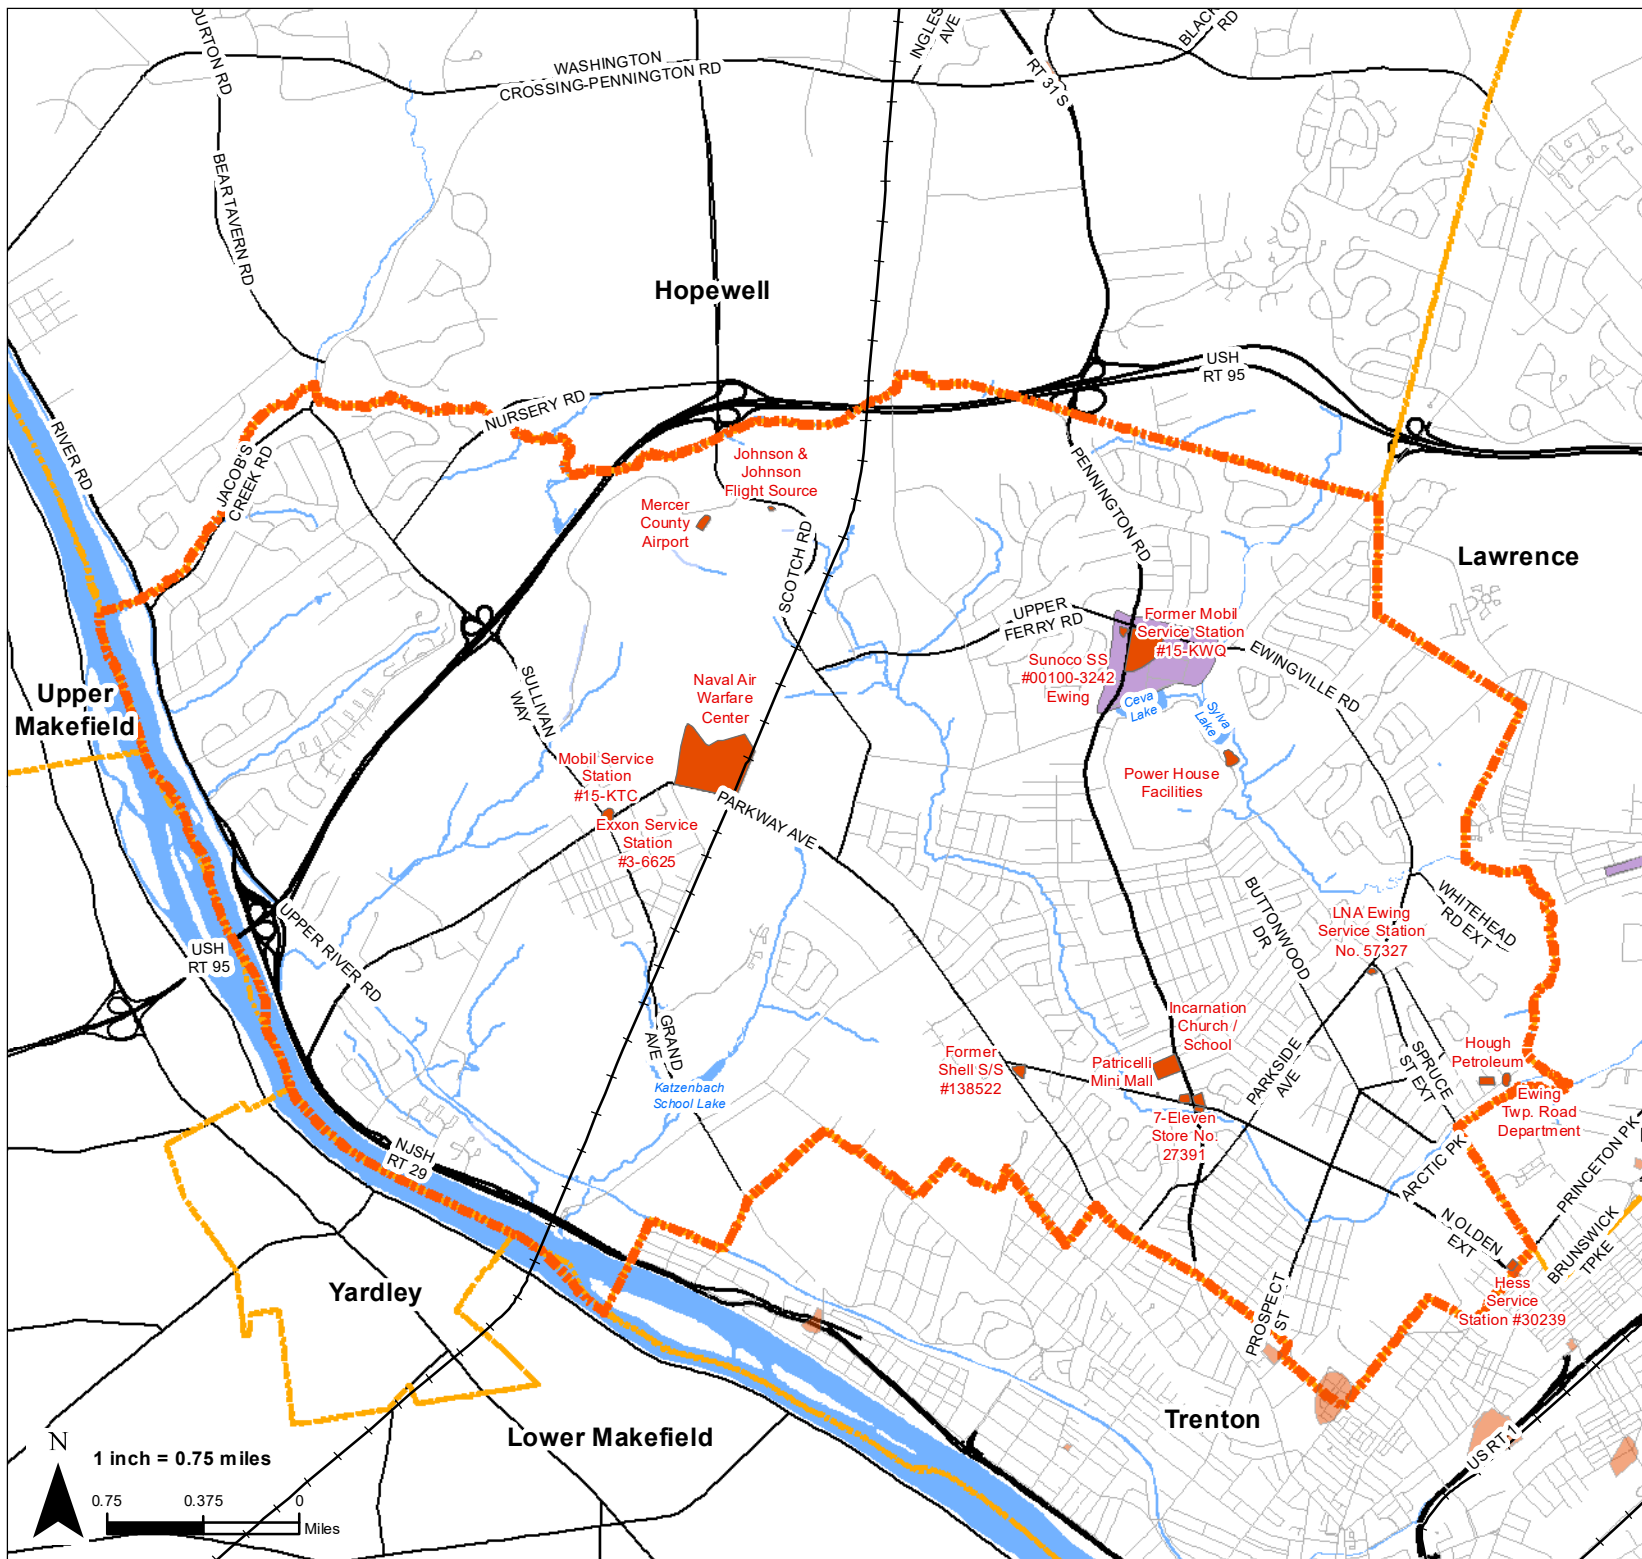 OURTON RD
WASHINGTON
CROSSING-PENNINGTON RD
INGLES
AVE
BLACK
RD
RT 31 S
BEAR TAVERN RD
Hopewell
USH
RT 95
NURSERY RD
RIVER RD
JACOB'S
CREEK RD
Johnson &
Johnson
Flight Source
Mercer
County
Airport
SCOTCH RD
PENNINGTON RD
Lawrence
UPPER
FERRY RD
Former Mobil
Service Station
#15-KWQ
Sunoco SS
#00100-3242
Ewing
EWINGVILLE RD
Ceva
Lake
Sylva
Lake
Upper
Makefield
SULLIVAN
WAY
Naval Air
Warfare
Center
Mobil Service
Station
#15-KTC
Power House
Facilities
PARKWAY AVE
Exxon Service
Station
#3-6625
BUTTONWOOD
DR
WHITEHEAD
RD EXT
LNA Ewing
Service Station
No. 57327
UPPER RIVER RD
USH
RT 95
GRAND
AVE
Incarnation
Church /
School
Former
Shell S/S
#138522
Patricelli
Mini Mall
PARKSIDE
AVE
SPRUCE
ST EXT
Hough
Petroleum
Ewing
Twp. Road
Department
Katzenbach
School Lake
7-Eleven
Store No.
27391
NJSH
RT 29
ARCTIC PK
PRINCETON PK
N OLDEN
EXT
BRUNSWICK
TPKE
Yardley
PROSPECT
ST
Hess
Service
Station #30239
Trenton
Lower Makefield
US RT 1
N
1 inch = 0.75 miles
0.75 0.375 0
Miles